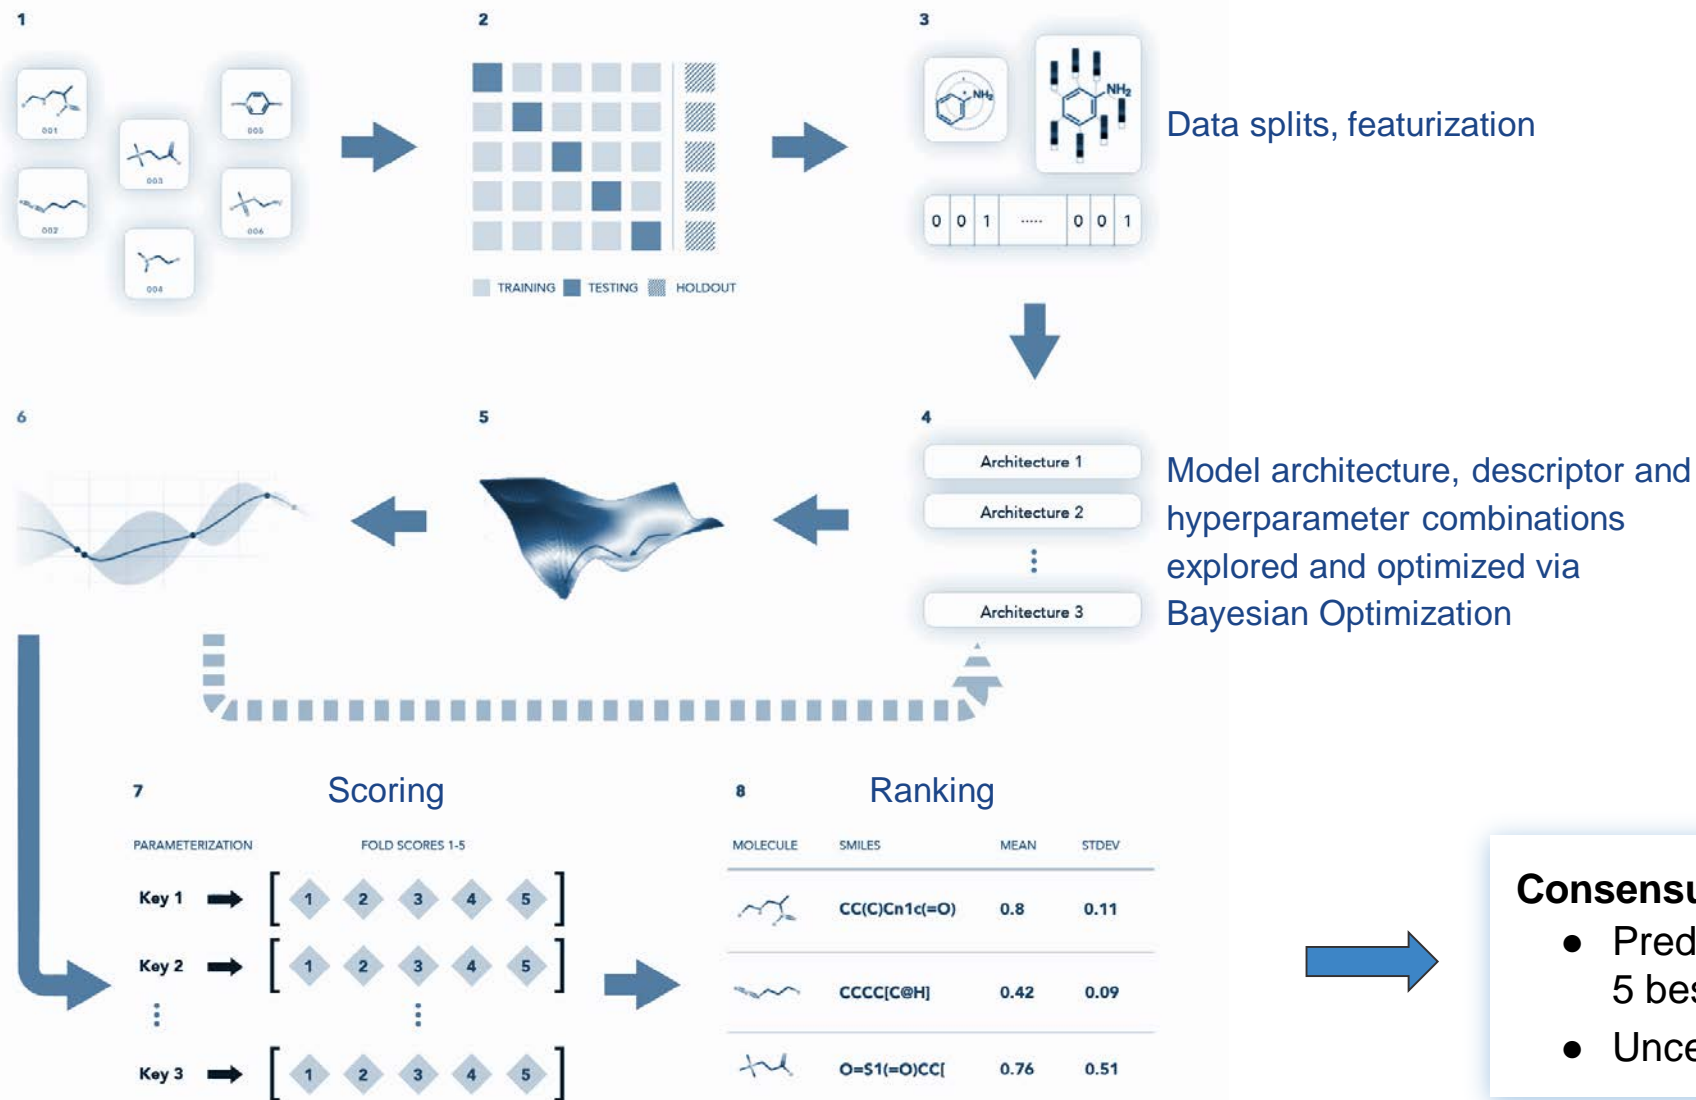 1
001
002
003
004
005
006
2
TRAINING TESTING HOLDOUT
3
NH₂
NH₂
0 0 1 ..... 0 0 1
Data splits, featurization
4
Architecture 1
Architecture 2
Architecture 3
Model architecture, descriptor and
hyperparameter combinations
explored and optimized via
Bayesian Optimization
5
6
7
Scoring
PARAMETERIZATION FOLD SCORES 1-5
Key 1 [ 1 2 3 4 5 ]
Key 2 [ 1 2 3 4 5 ]
Key 3 [ 1 2 3 4 5 ]
8
Ranking
MOLECULE SMILES MEAN STDEV
CC(C)Cn1c(=O) 0.8 0.11
CCCC[C@H] 0.42 0.09
O=S1(=O)CC[ 0.76 0.51
Consensu
● Pred
5 bes
● Unce